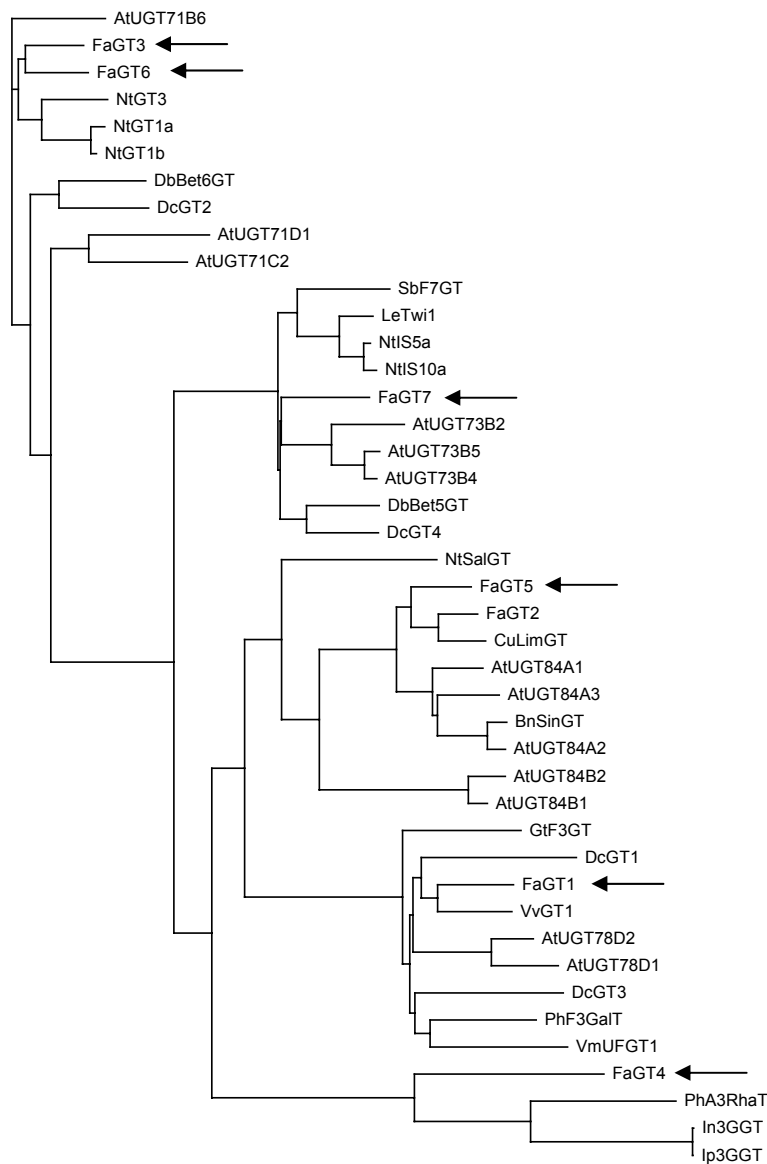 AtUGT71B6
FaGT3
FaGT6
NtGT3
NtGT1a
NtGT1b
DbBet6GT
DcGT2
AtUGT71D1
AtUGT71C2
SbF7GT
LeTwi1
NtIS5a
NtIS10a
FaGT7
AtUGT73B2
AtUGT73B5
AtUGT73B4
DbBet5GT
DcGT4
NtSalGT
FaGT5
FaGT2
CuLimGT
AtUGT84A1
AtUGT84A3
BnSinGT
AtUGT84A2
AtUGT84B2
AtUGT84B1
GtF3GT
DcGT1
FaGT1
VvGT1
AtUGT78D2
AtUGT78D1
DcGT3
PhF3GalT
VmUFGT1
FaGT4
PhA3RhaT
In3GGT
Ip3GGT